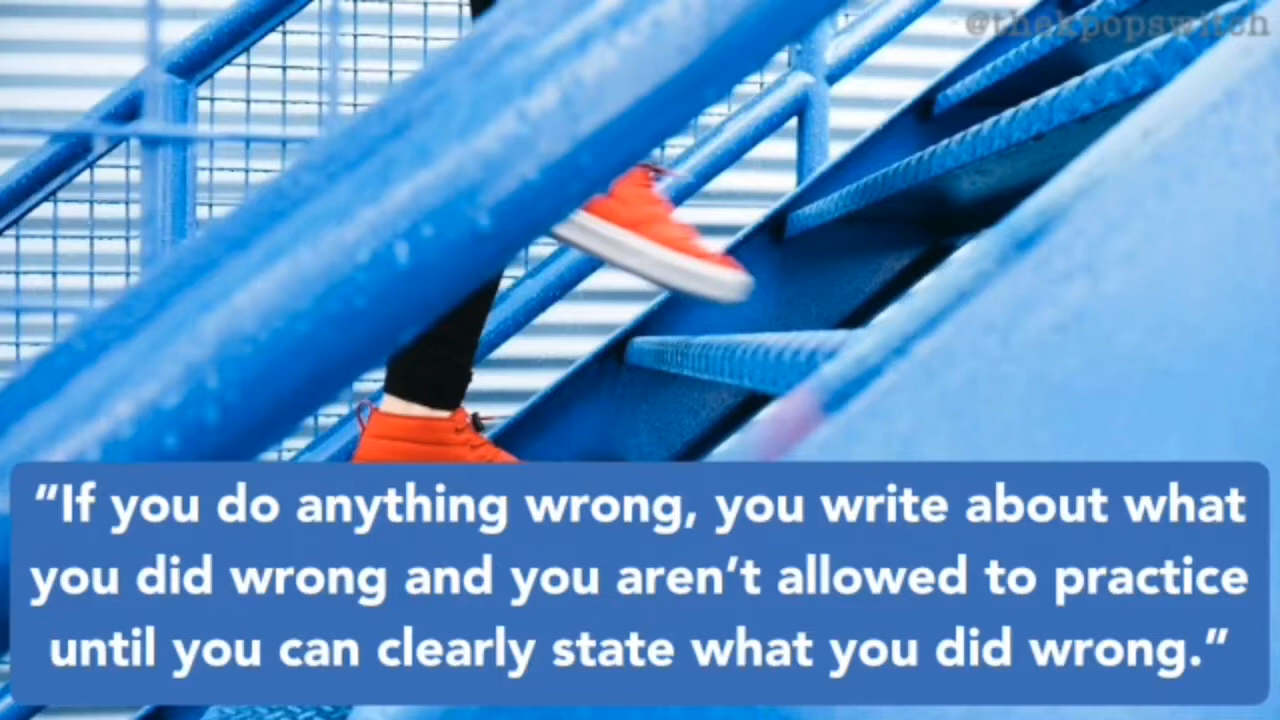 @thekpopswitch
“If you do anything wrong, you write about what
you did wrong and you aren’t allowed to practice
until you can clearly state what you did wrong.”